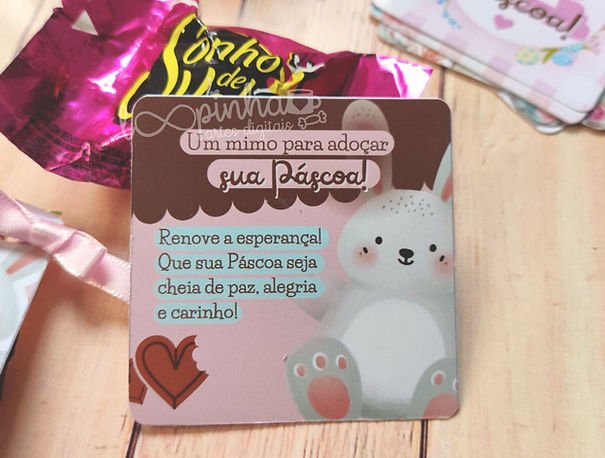 Sonho
de
pinha
artes digitais
áscoa!
Um mimo para adoçar
sua Páscoa!
Renove a esperança!
Que sua Páscoa seja
cheia de paz, alegria
e carinho!